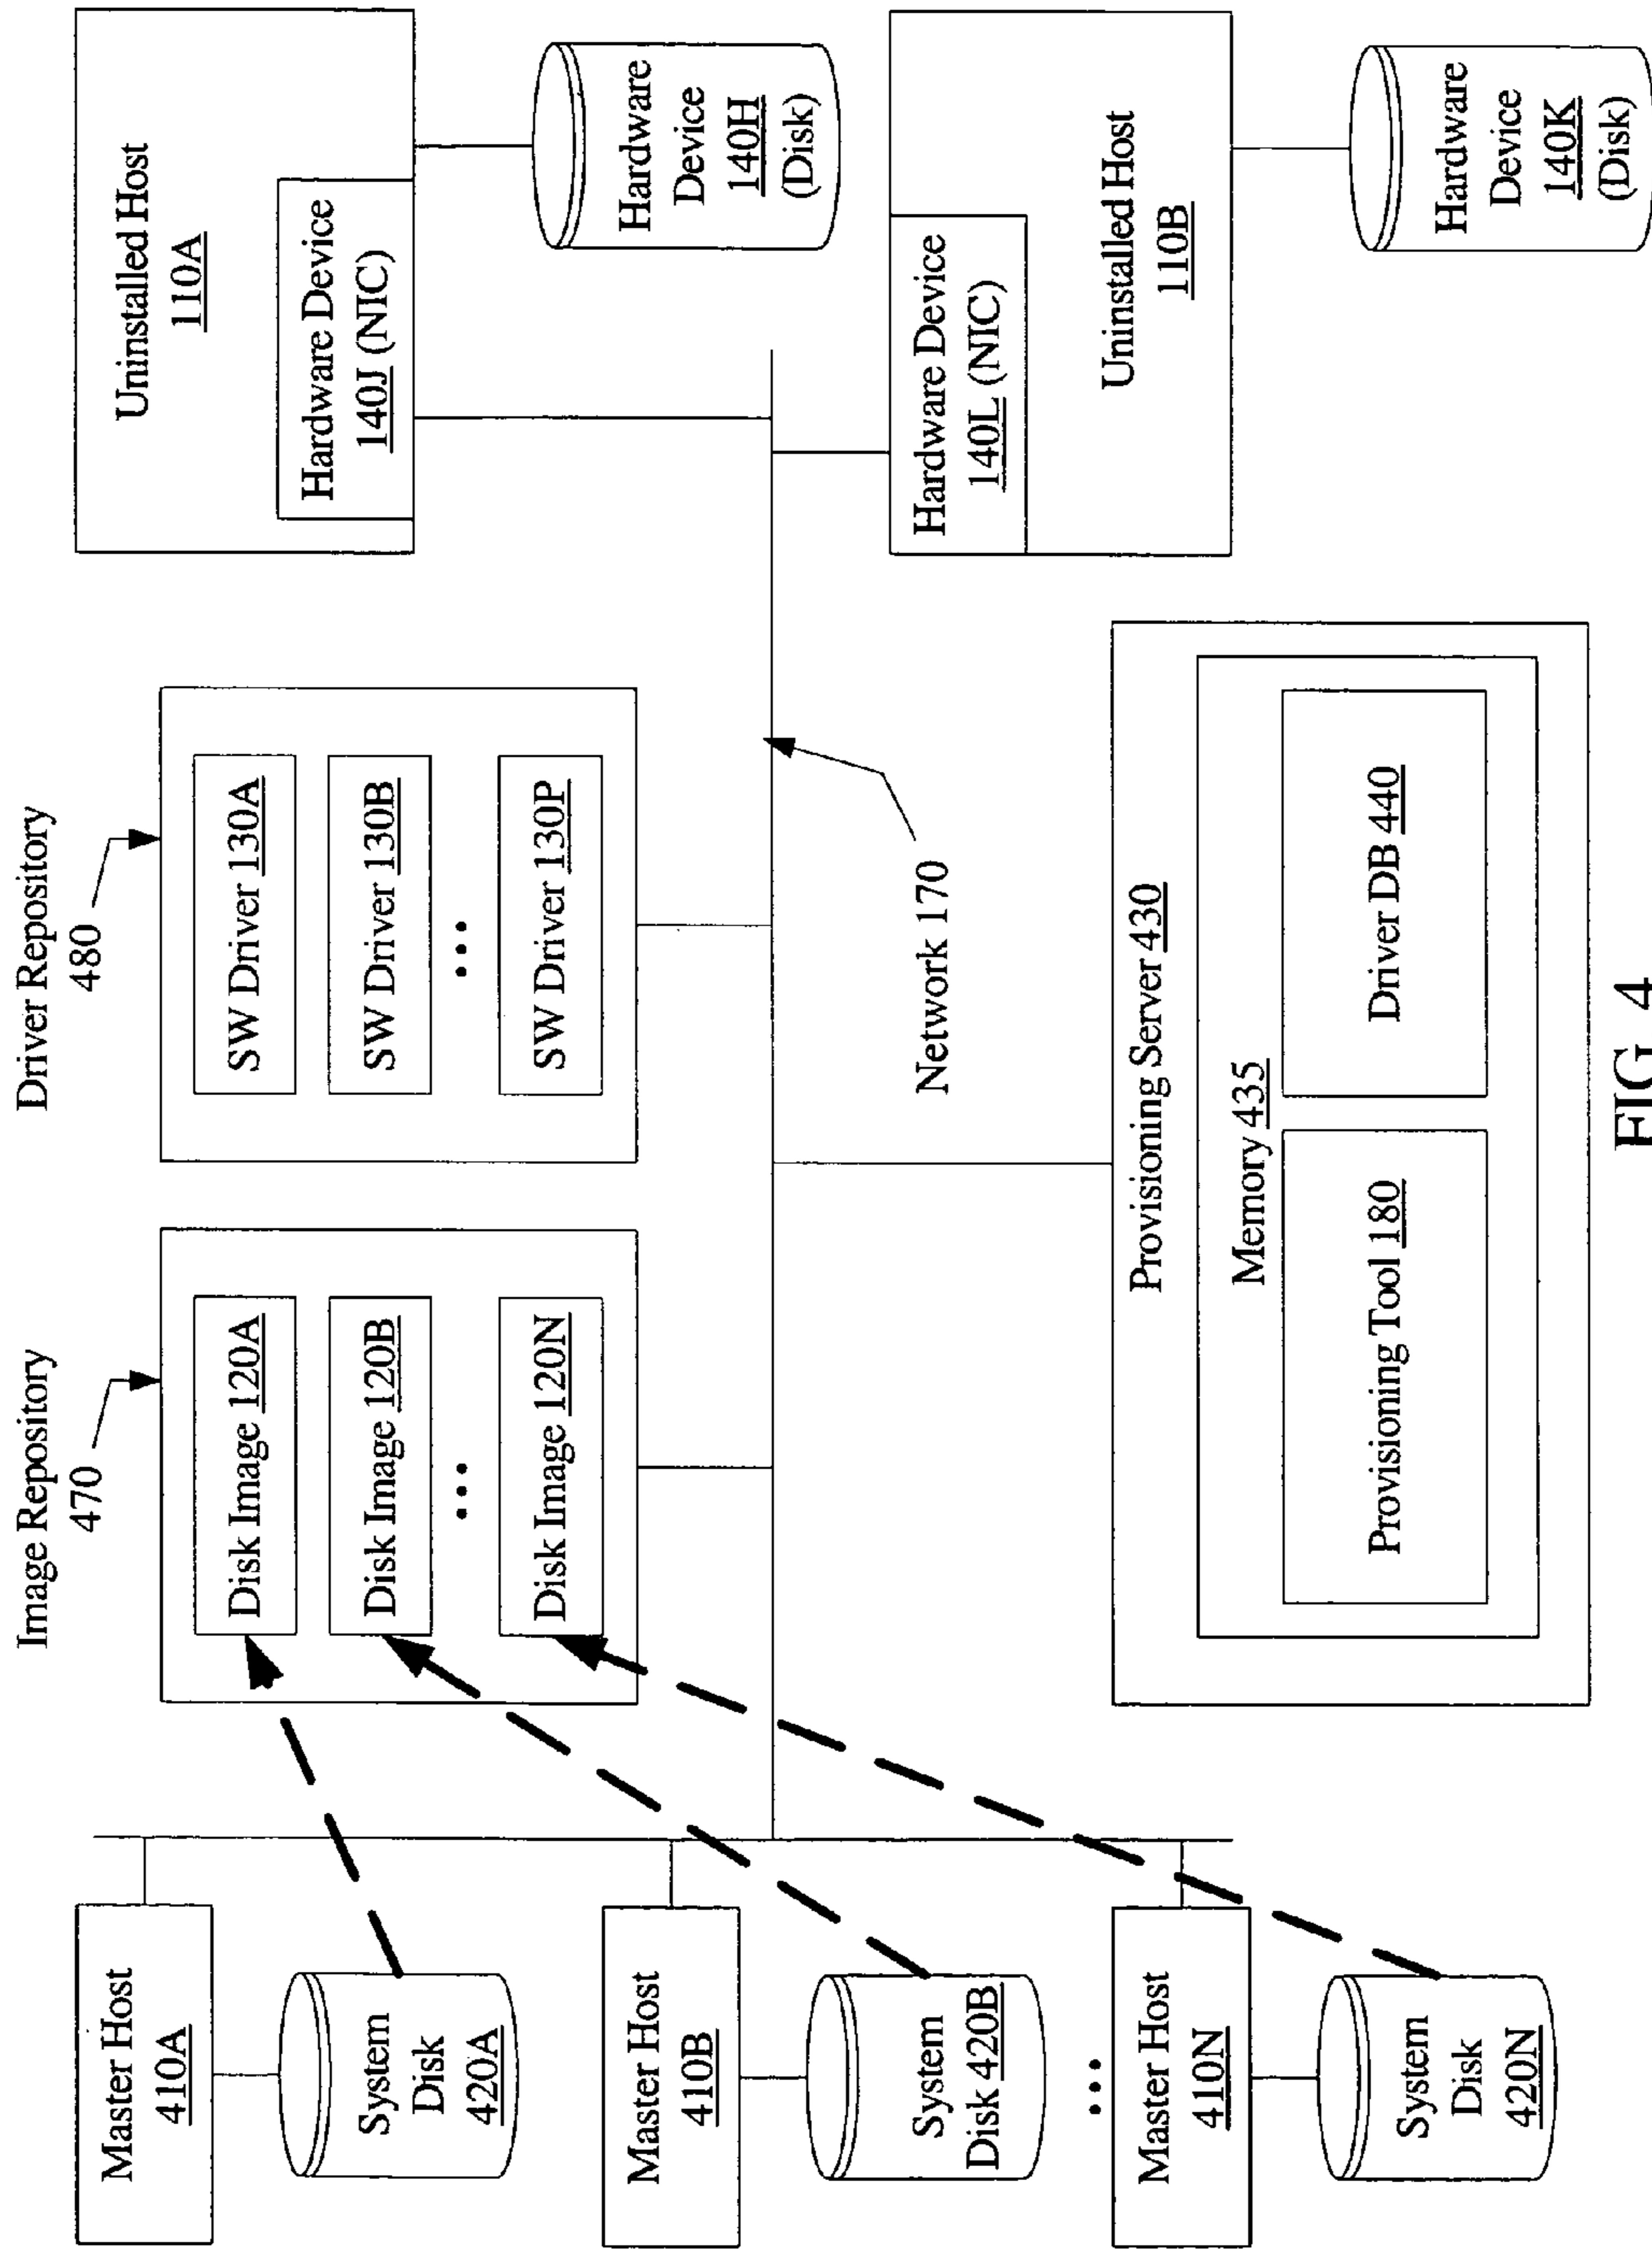 Master Host
410A
System
Disk
420A
Master Host
410B
System
Disk 420B
...
Master Host
410N
System
Disk
420N
Image Repository
470
Disk Image 120A
Disk Image 120B
...
Disk Image 120N
Driver Repository
480
SW Driver 130A
SW Driver 130B
...
SW Driver 130P
Network 170
Provisioning Server 430
Memory 435
Provisioning Tool 180
Driver DB 440
Uninstalled Host
110A
Hardware Device
140J (NIC)
Hardware
Device
140H
(Disk)
Hardware Device
140L (NIC)
Uninstalled Host
110B
Hardware
Device
140K
(Disk)
FIG. 4